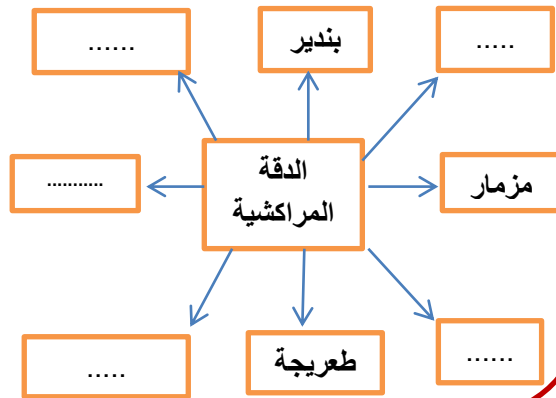 .....
بندير
......
مزمار
الدقة
المراكشية
...........
......
طعريجة
.....